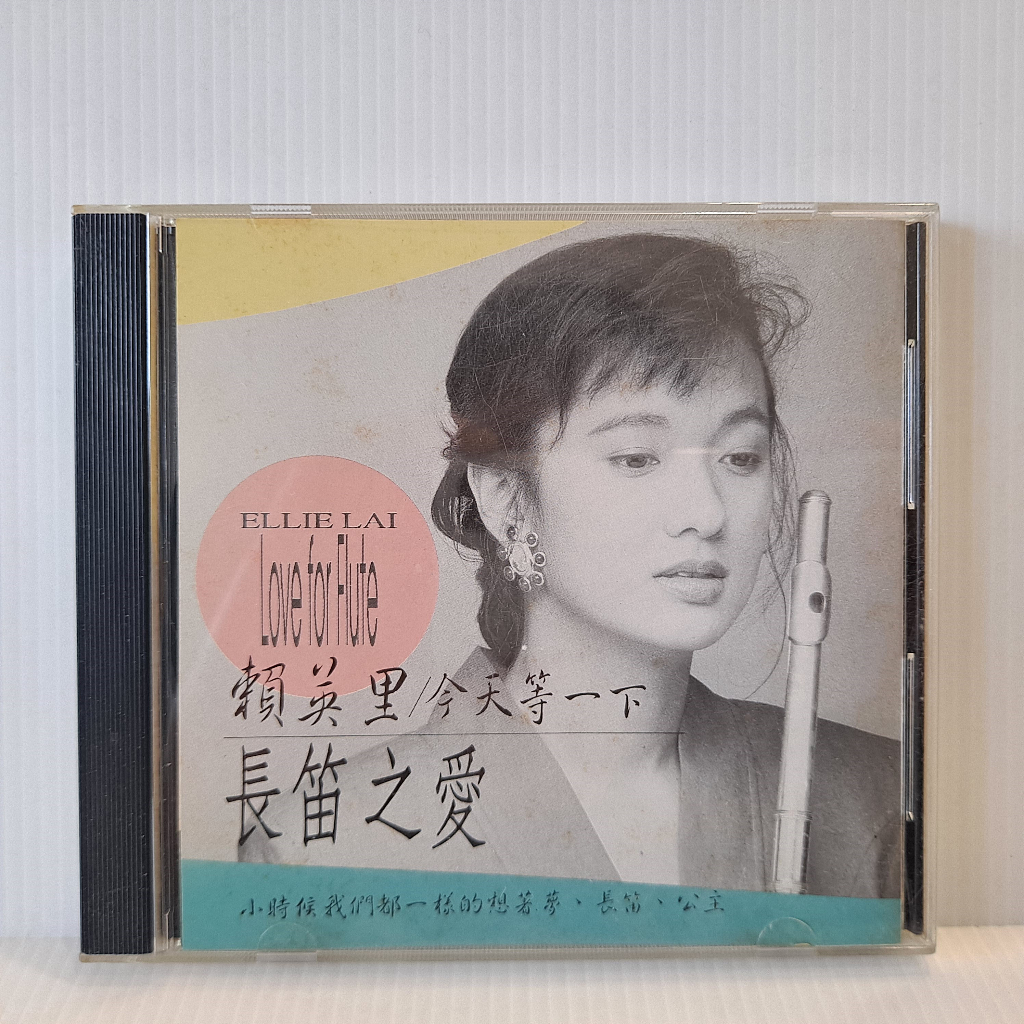 ELLIE LAI
Love for Flute
賴英里/今天等一下
長笛之愛
小時候我們都一樣的想著夢、長笛、公主